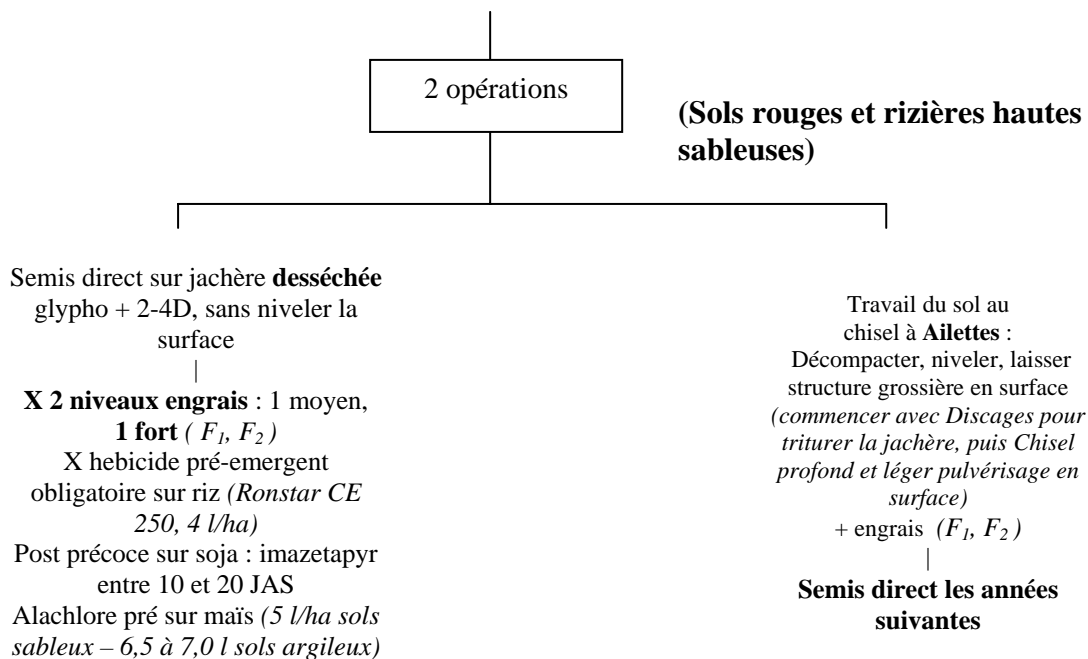 2 opérations
(Sols rouges et rizières hautes
sableuses)
Semis direct sur jachère desséchée
glypho + 2-4D, sans niveler la
surface
|
X 2 niveaux engrais : 1 moyen,
1 fort ( F1, F2 )
X hebicide pré-emergent
obligatoire sur riz (Ronstar CE
250, 4 l/ha)
Post précoce sur soja : imazetapyr
entre 10 et 20 JAS
Alachlore pré sur maïs (5 l/ha sols
sableux – 6,5 à 7,0 l sols argileux)
Travail du sol au
chisel à Ailettes :
Décompacter, niveler, laisser
structure grossière en surface
(commencer avec Discages pour
triturer la jachère, puis Chisel
profond et léger pulvérisage en
surface)
+ engrais (F1, F2 )
|
Semis direct les années
suivantes